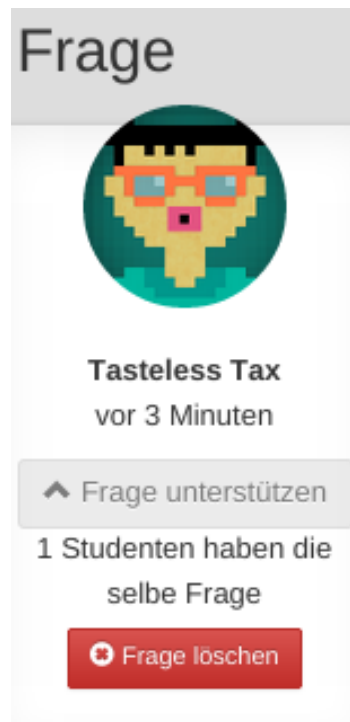 Frage
Tasteless Tax
vor 3 Minuten
Frage unterstützen
1 Studenten haben die
selbe Frage
Frage löschen